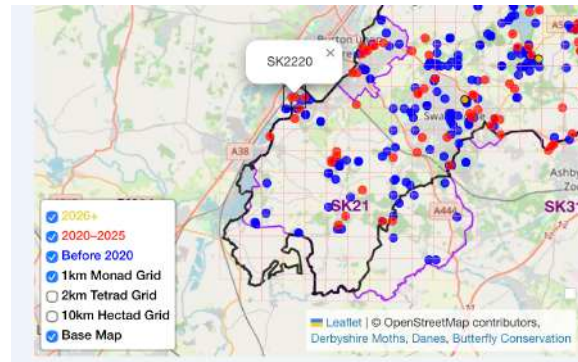 Burton upon
SK2220
×
A38
SK21
SK31
A444
Ashby
2026+
2020–2025
Before 2020
1km Monad Grid
2km Tetrad Grid
10km Hectad Grid
Base Map
Leaflet | © OpenStreetMap contributors,
Derbyshire Moths, Danes, Butterfly Conservation